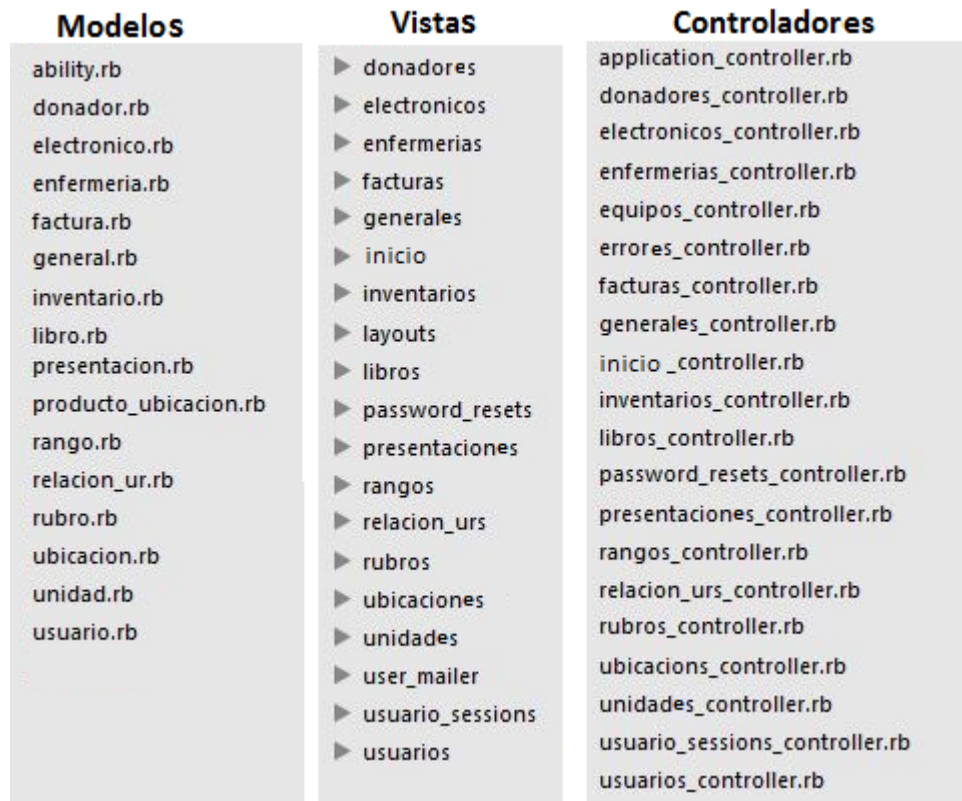 Modelos
ability.rb
donador.rb
electronico.rb
enfermeria.rb
factura.rb
general.rb
inventario.rb
libro.rb
presentacion.rb
producto_ubicacion.rb
rango.rb
relacion_ur.rb
rubro.rb
ubicacion.rb
unidad.rb
usuario.rb
Vistas
donadores
electronicos
enfermerias
facturas
generales
inicio
inventarios
layouts
libros
password_resets
presentaciones
rangos
relacion_urs
rubros
ubicaciones
unidades
user_mailer
usuario_sessions
usuarios
Controladores
application_controller.rb
donadores_controller.rb
electronicos_controller.rb
enfermerias_controller.rb
equipos_controller.rb
errores_controller.rb
facturas_controller.rb
generales_controller.rb
inicio _controller.rb
inventarios_controller.rb
libros_controller.rb
password_resets_controller.rb
presentaciones_controller.rb
rangos_controller.rb
relacion_urs_controller.rb
rubros_controller.rb
ubicacions_controller.rb
unidades_controller.rb
usuario_sessions_controller.rb
usuarios_controller.rb